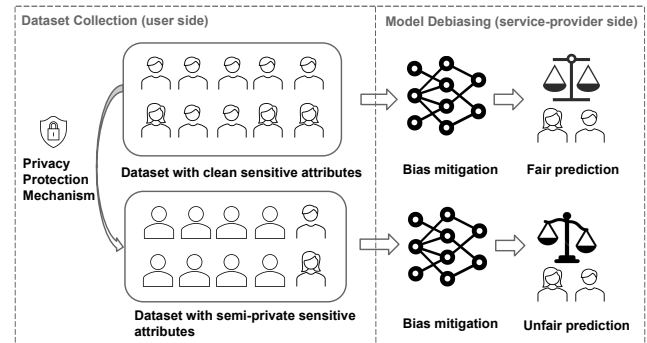 Dataset Collection (user side)
Model Debiasing (service-provider side)
Privacy
Protection
Mechanism
Dataset with clean sensitive attributes
Bias mitigation
Fair prediction
Dataset with semi-private sensitive
attributes
Bias mitigation
Unfair prediction